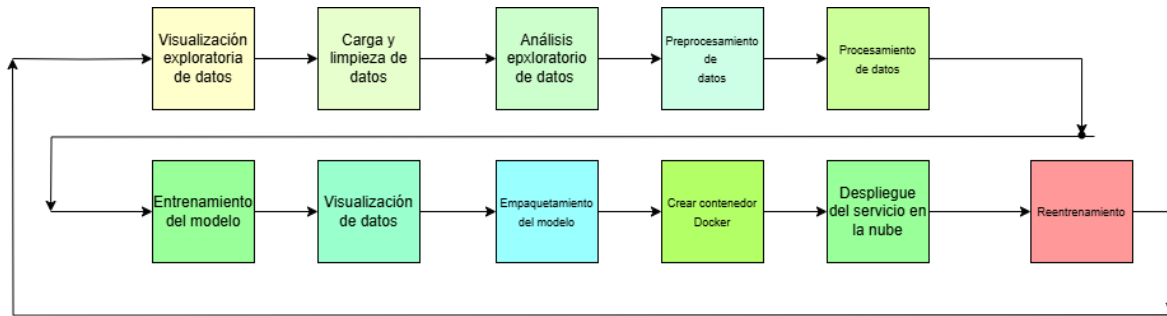 Visualización
exploratoria
de datos
Carga y
limpieza de
datos
Análisis
epxloratorio
de datos
Preprocesamiento
de
datos
Procesamiento
de datos
Entrenamiento
del modelo
Visualización
de datos
Empaquetamiento
del modelo
Crear contenedor
Docker
Despliegue
del servicio en
la nube
Reentrenamiento